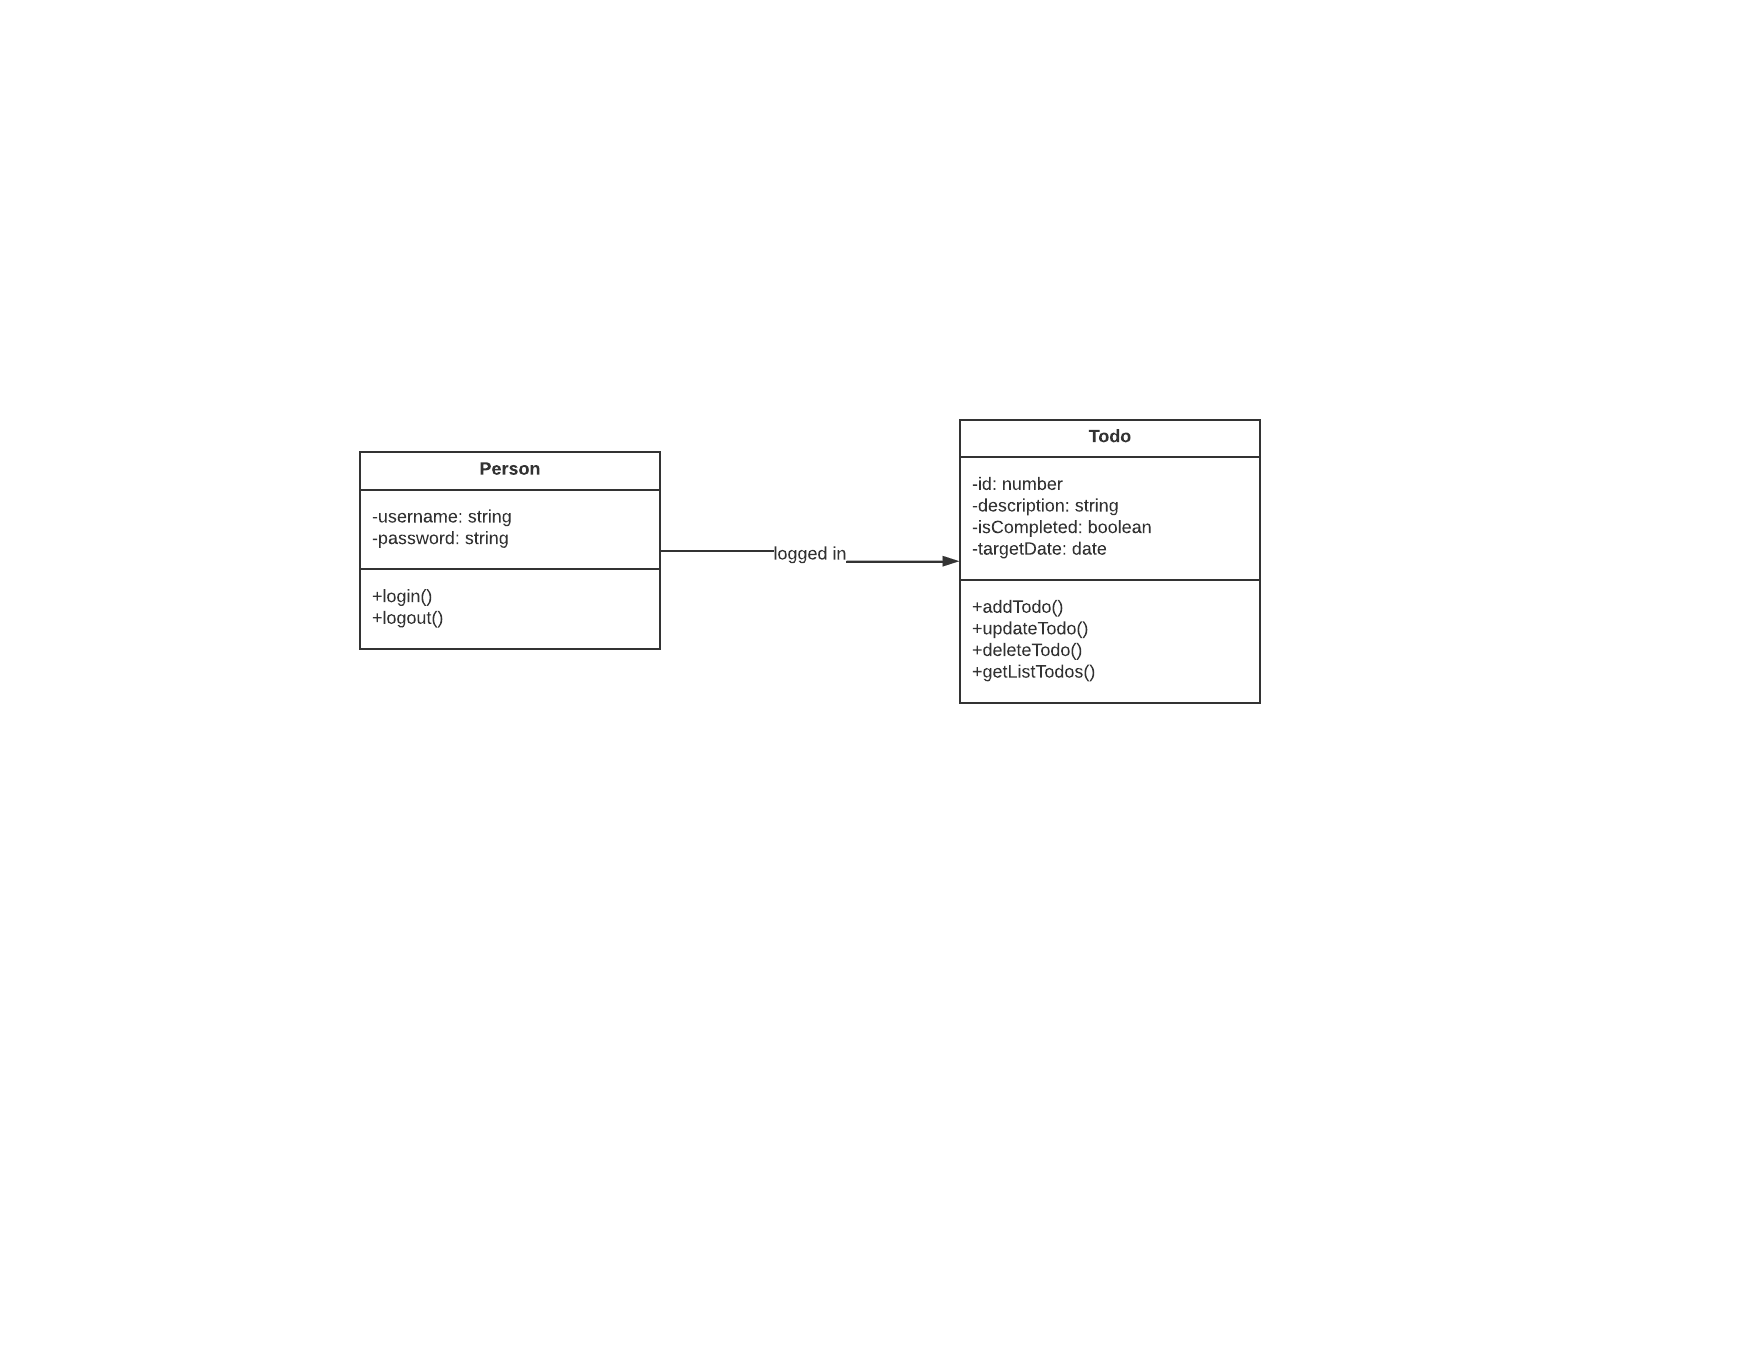 Person
-username: string
-password: string
+login()
+logout()
logged in
Todo
-id: number
-description: string
-isCompleted: boolean
-targetDate: date
+addTodo()
+updateTodo()
+deleteTodo()
+getListTodos()